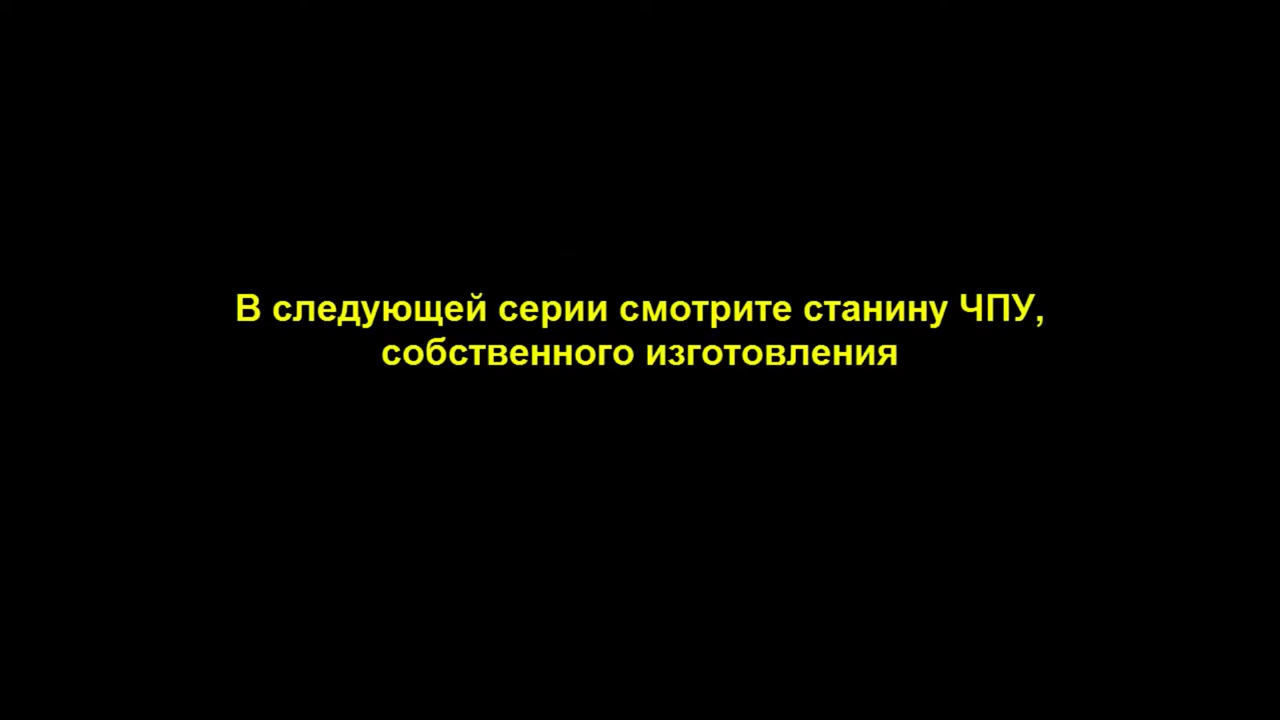 В следующей серии смотрите станину ЧПУ,
собственного изготовления